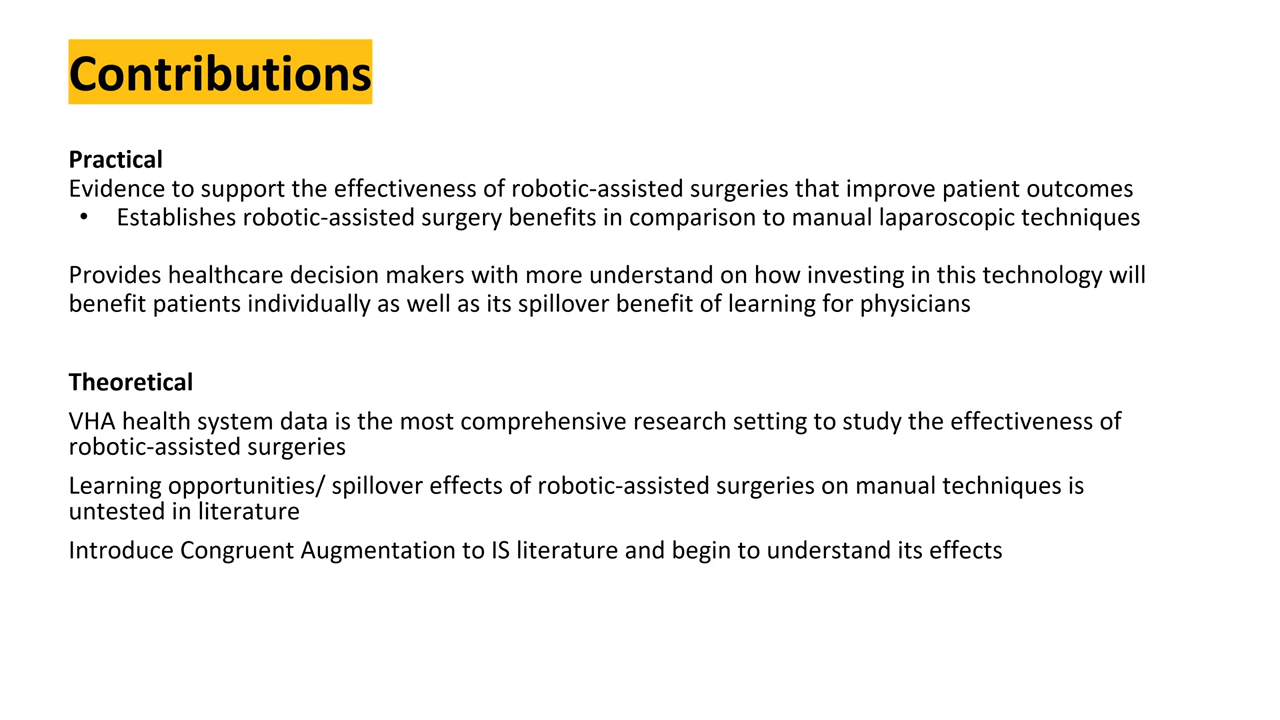 Contributions
Practical
Evidence to support the effectiveness of robotic-assisted surgeries that improve patient outcomes
• Establishes robotic-assisted surgery benefits in comparison to manual laparoscopic techniques
Provides healthcare decision makers with more understand on how investing in this technology will
benefit patients individually as well as its spillover benefit of learning for physicians
Theoretical
VHA health system data is the most comprehensive research setting to study the effectiveness of
robotic-assisted surgeries
Learning opportunities/ spillover effects of robotic-assisted surgeries on manual techniques is
untested in literature
Introduce Congruent Augmentation to IS literature and begin to understand its effects